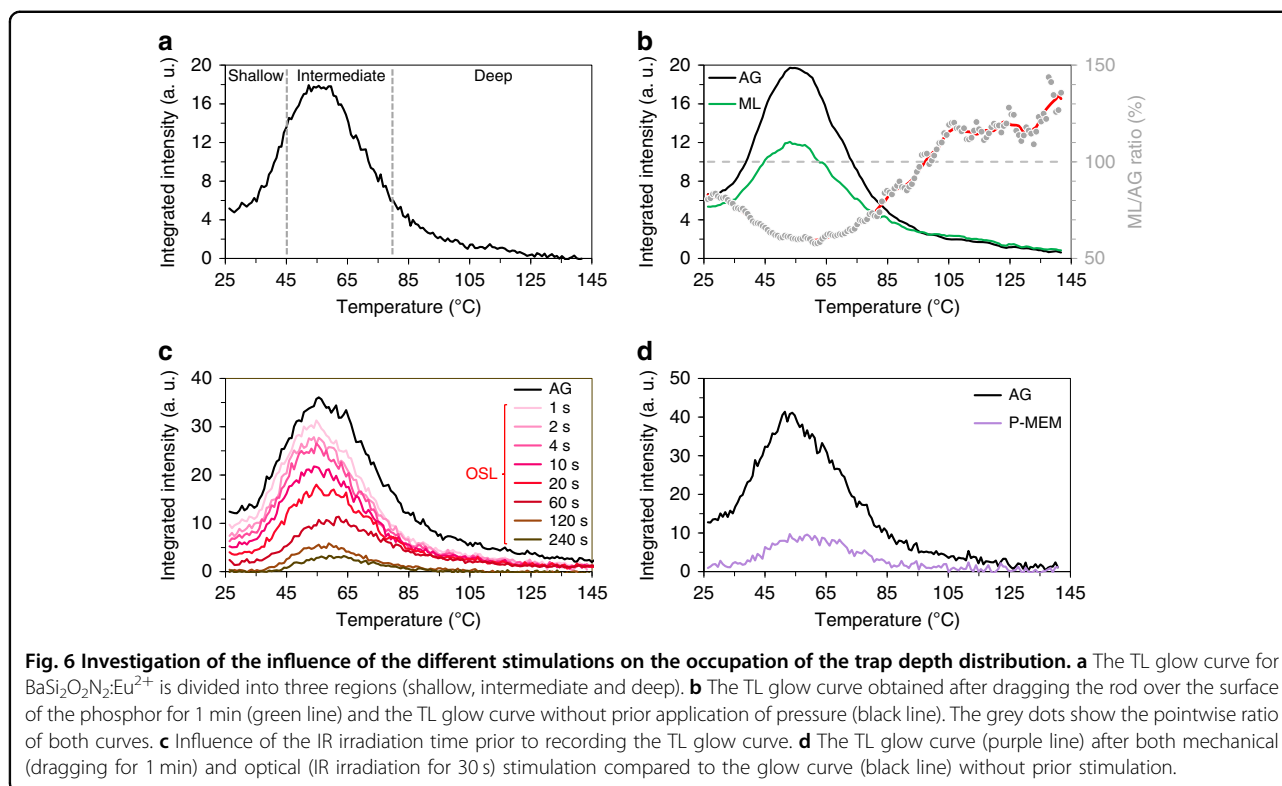 a
Shallow Intermediate Deep
20
16
12
8
4
0
Integrated intensity (a. u.)
25 45 65 85 105 125 145
Temperature (°C)
b
AG
ML
20
16
12
8
4
0
Integrated intensity (a. u.)
150
100
50
ML/AG ratio (%)
25 45 65 85 105 125 145
Temperature (°C)
c
40
30
20
10
0
Integrated intensity (a. u.)
OSL
AG
1 s
2 s
4 s
10 s
20 s
60 s
120 s
240 s
25 45 65 85 105 125 145
Temperature (°C)
d
50
40
30
20
10
0
Integrated intensity (a. u.)
AG
P-MEM
25 45 65 85 105 125 145
Temperature (°C)
Fig. 6 Investigation of the influence of the different stimulations on the occupation of the trap depth distribution. a The TL glow curve for
BaSi₂O₂N₂:Eu²⁺ is divided into three regions (shallow, intermediate and deep). b The TL glow curve obtained after dragging the rod over the surface
of the phosphor for 1 min (green line) and the TL glow curve without prior application of pressure (black line). The grey dots show the pointwise ratio
of both curves. c Influence of the IR irradiation time prior to recording the TL glow curve. d The TL glow curve (purple line) after both mechanical
(dragging for 1 min) and optical (IR irradiation for 30 s) stimulation compared to the glow curve (black line) without prior stimulation.